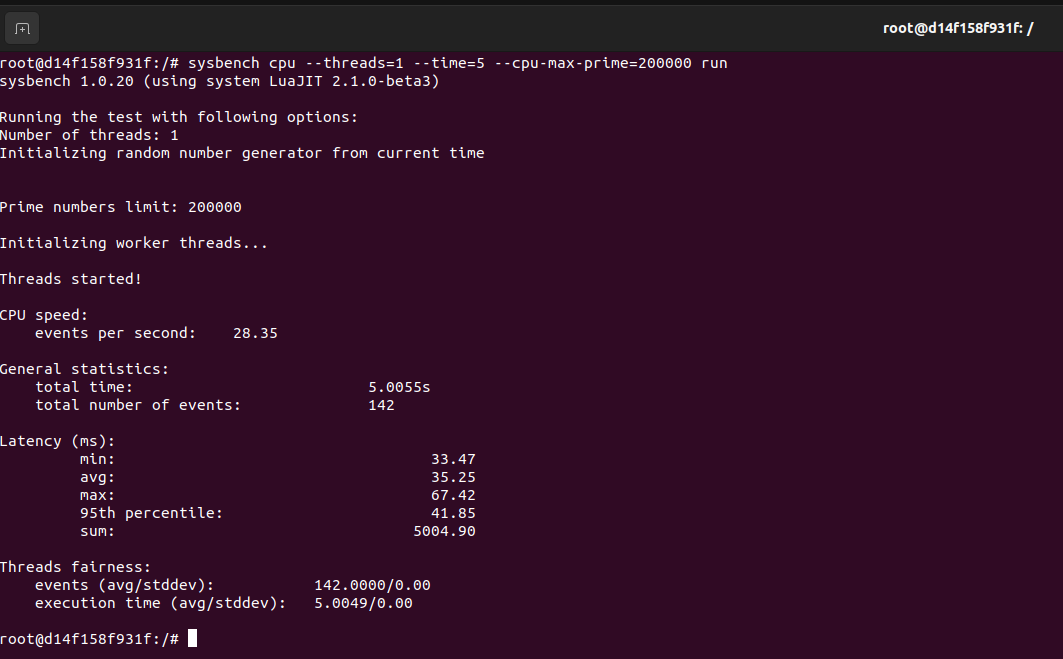 root@d14f158f931f: /
root@d14f158f931f:/# sysbench cpu --threads=1 --time=5 --cpu-max-prime=200000 run
sysbench 1.0.20 (using system LuaJIT 2.1.0-beta3)
Running the test with following options:
Number of threads: 1
Initializing random number generator from current time
Prime numbers limit: 200000
Initializing worker threads...
Threads started!
CPU speed:
events per second: 28.35
General statistics:
total time: 5.0055s
total number of events: 142
Latency (ms):
min: 33.47
avg: 35.25
max: 67.42
95th percentile: 41.85
sum: 5004.90
Threads fairness:
events (avg/stddev): 142.0000/0.00
execution time (avg/stddev): 5.0049/0.00
root@d14f158f931f:/#